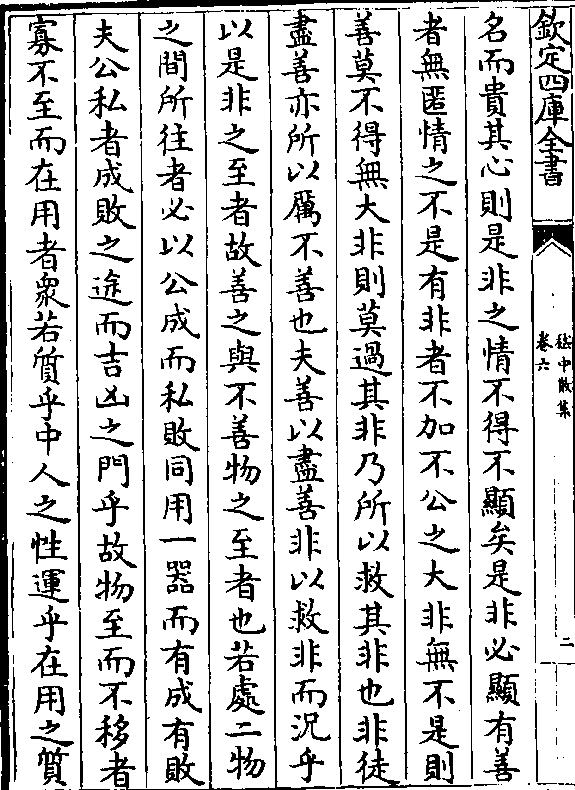 欽定四庫全書
嵇中散集
卷六
二
名而貴其心則是非之情不得不顯矣是非必顯有善
者無匿情之不是有非者不加不公之大非無不是則
善莫不得無大非則莫過其非乃所以救其非也非徒
盡善亦所以厲不善也夫善以盡善非以救非而況乎
以是非之至者故善之與不善物之至者也若處二物
之間所往者必以公成而私敗同用一器而有成有敗
夫公私者成敗之途而吉凶之門乎故物至而不移者
寡不至而在用者衆若質乎中人之性運乎在用之質